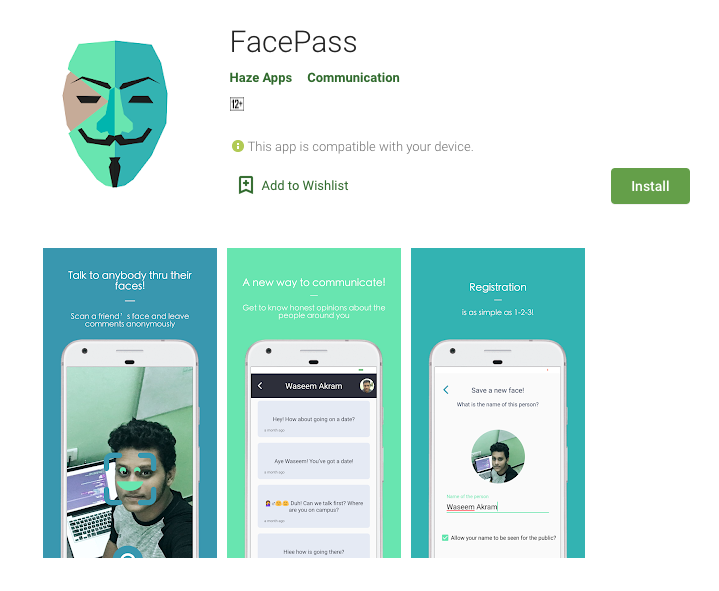 FacePass
Haze Apps Communication
12+
This app is compatible with your device.
Add to Wishlist
Install
Talk to anybody thru their
faces!
Scan a friend’s face and leave
comments anonymously
A new way to communicate!
Get to know honest opinions about the
people around you
Waseem Akram
Hey! How about going on a date?
a month ago
Aye Waseem! You've got a date!
a month ago
Duh! Can we talk first? Where
are you on campus?
a month ago
Hiee how is going there?
Registration
is as simple as 1-2-3!
Save a new face!
What is the name of this person?
Name of the person
Waseem Akram
Allow your name to be seen for the public?